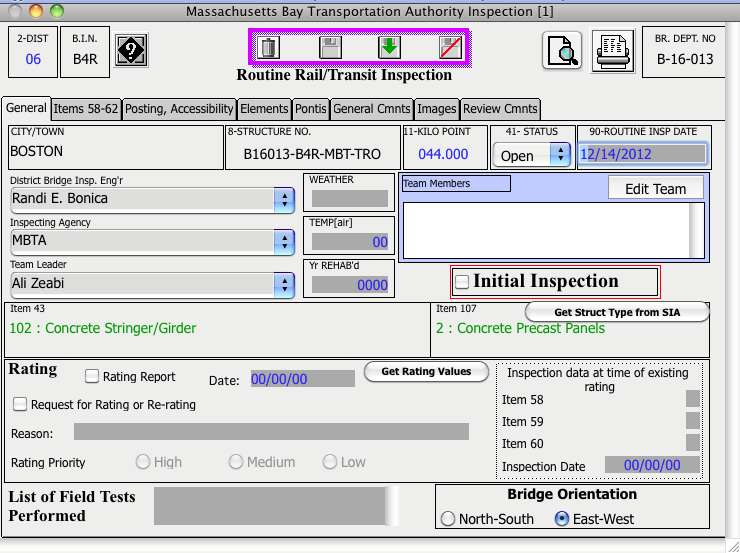 Massachusetts Bay Transportation Authority Inspection [1]
2-DIST
06
B.I.N.
B4R
?
Routine Rail/Transit Inspection
BR. DEPT. NO
B-16-013
General
Items 58-62
Posting, Accessibility
Elements
Pontis
General Cmnts
Images
Review Cmnts
CITY/TOWN
BOSTON
8-STRUCTURE NO.
B16013-B4R-MBT-TRO
11-KILO POINT
044.000
41- STATUS
Open
90-ROUTINE INSP DATE
12/14/2012
District Bridge Insp. Eng'r
Randi E. Bonica
WEATHER
Team Members
Edit Team
Inspecting Agency
MBTA
TEMP[air]
00
Team Leader
Ali Zeabi
Yr REHAB'd
0000
Initial Inspection
Item 43
102 : Concrete Stringer/Girder
Item 107
Get Struct Type from SIA
2 : Concrete Precast Panels
Rating
Rating Report
Date:
00/00/00
Get Rating Values
Request for Rating or Re-rating
Reason:
Rating Priority
High
Medium
Low
Inspection data at time of existing
rating
Item 58
Item 59
Item 60
Inspection Date
00/00/00
List of Field Tests
Performed
Bridge Orientation
North-South
East-West